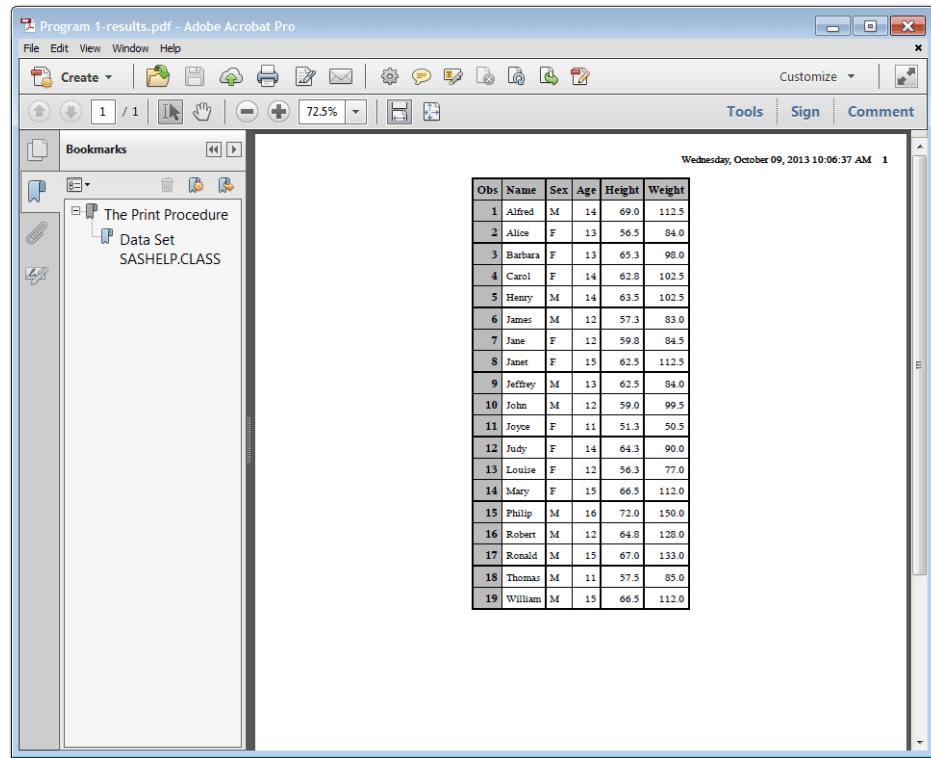 Program 1-results.pdf - Adobe Acrobat Pro
File Edit View Window Help
Create
Customize
1 / 1
72.5%
Tools Sign Comment
Bookmarks
The Print Procedure
Data Set
SASHELP.CLASS
Wednesday, October 09, 2013 10:06:37 AM 1
Obs Name Sex Age Height Weight
1 Alfred M 14 69.0 112.5
2 Alice F 13 56.5 84.0
3 Barbara F 13 65.3 98.0
4 Carol F 14 62.8 102.5
5 Henry M 14 63.5 102.5
6 James M 12 57.3 83.0
7 Jane F 12 59.8 84.5
8 Janet F 15 62.5 112.5
9 Jeffrey M 13 62.5 84.0
10 John M 12 59.0 99.5
11 Joyce F 11 51.3 50.5
12 Judy F 14 64.3 90.0
13 Louise F 12 56.3 77.0
14 Mary F 15 66.5 112.0
15 Philip M 16 72.0 150.0
16 Robert M 12 64.8 128.0
17 Ronald M 15 67.0 133.0
18 Thomas M 11 57.5 85.0
19 William M 15 66.5 112.0